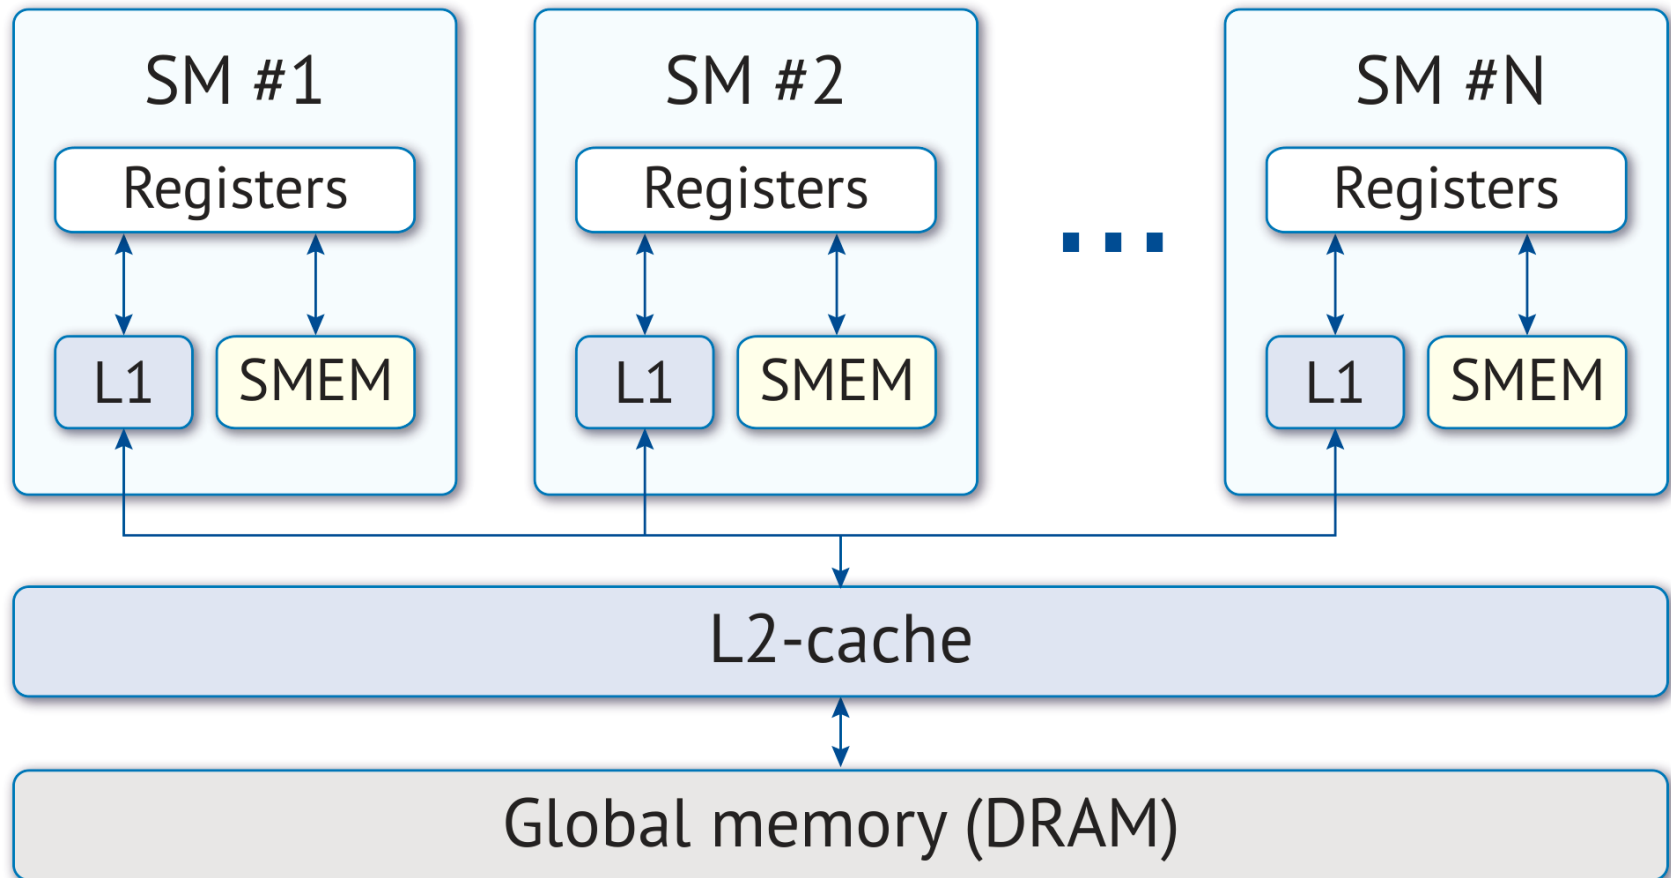 SM #1
Registers
L1
SMEM
SM #2
Registers
L1
SMEM
...
SM #N
Registers
L1
SMEM
L2-cache
Global memory (DRAM)